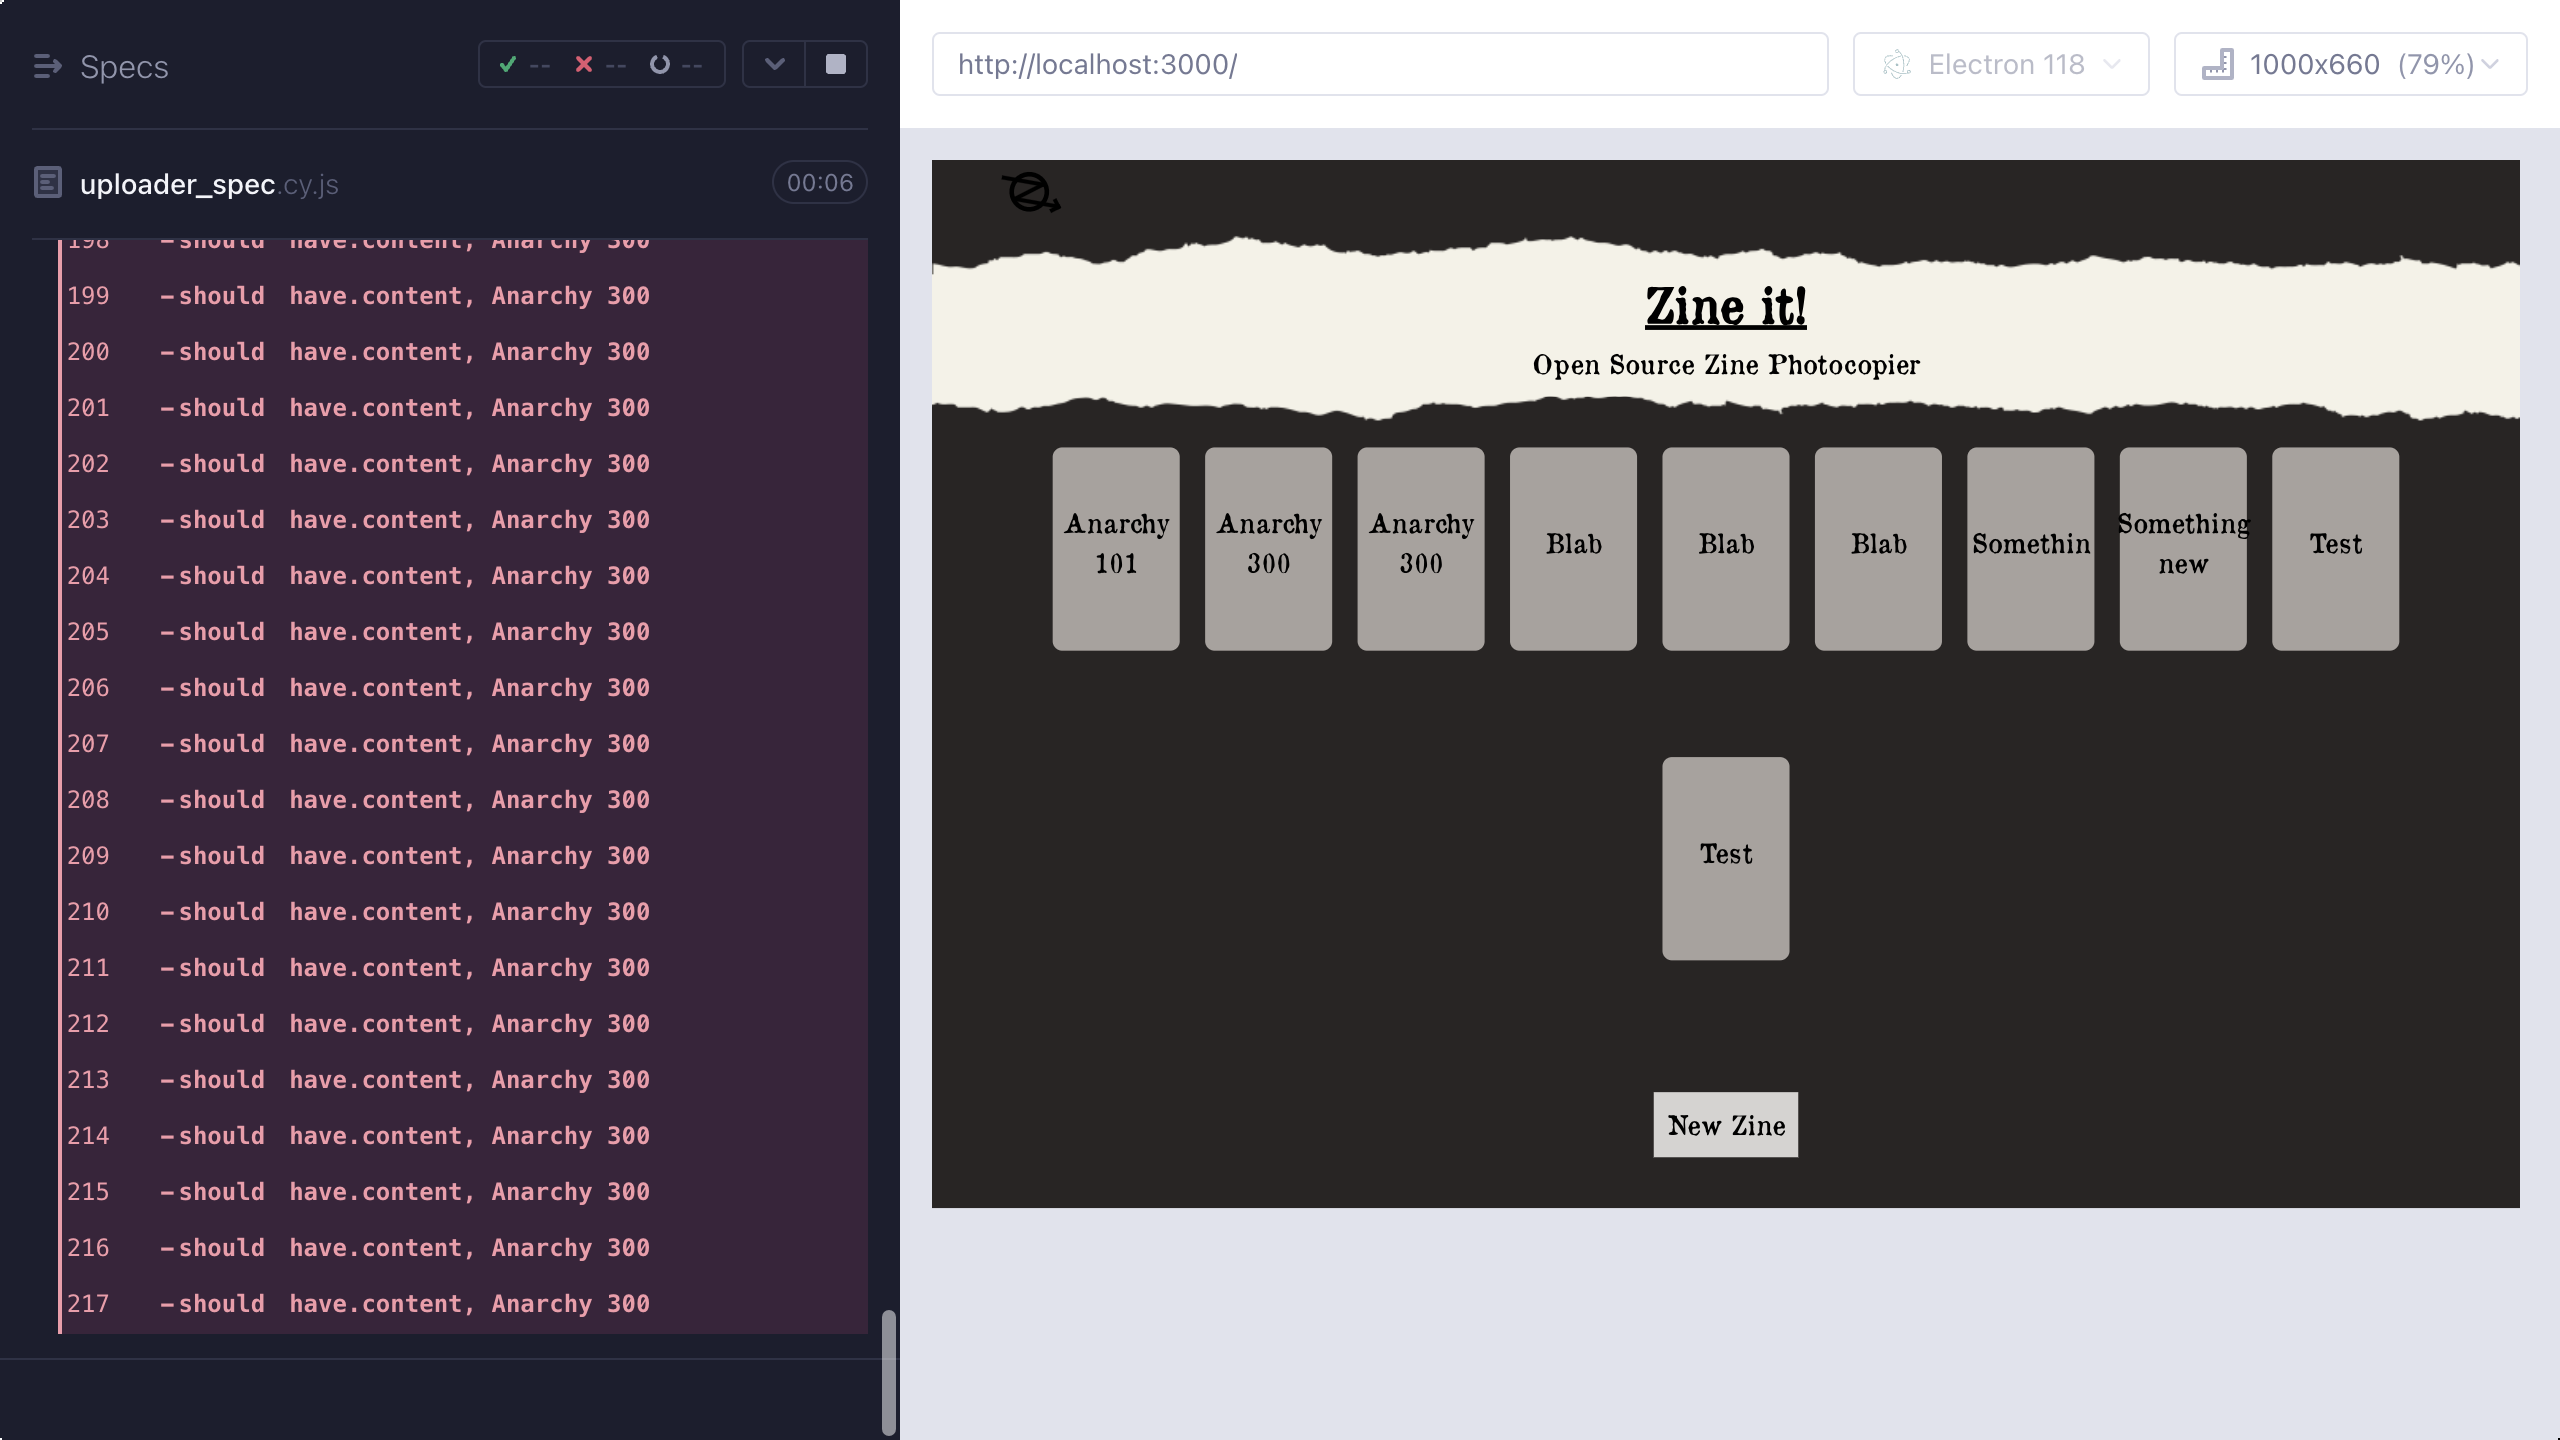 Specs
-- -- --
uploader_spec.cy.js
00:06
198 -should have.content, Anarchy 300
199 -should have.content, Anarchy 300
200 -should have.content, Anarchy 300
201 -should have.content, Anarchy 300
202 -should have.content, Anarchy 300
203 -should have.content, Anarchy 300
204 -should have.content, Anarchy 300
205 -should have.content, Anarchy 300
206 -should have.content, Anarchy 300
207 -should have.content, Anarchy 300
208 -should have.content, Anarchy 300
209 -should have.content, Anarchy 300
210 -should have.content, Anarchy 300
211 -should have.content, Anarchy 300
212 -should have.content, Anarchy 300
213 -should have.content, Anarchy 300
214 -should have.content, Anarchy 300
215 -should have.content, Anarchy 300
216 -should have.content, Anarchy 300
217 -should have.content, Anarchy 300
http://localhost:3000/
Electron 118
1000x660 (79%)
Zine it!
Open Source Zine Photocopier
Anarchy
101
Anarchy
300
Anarchy
300
Blab
Blab
Blab
Somethin
Something
new
Test
Test
New Zine